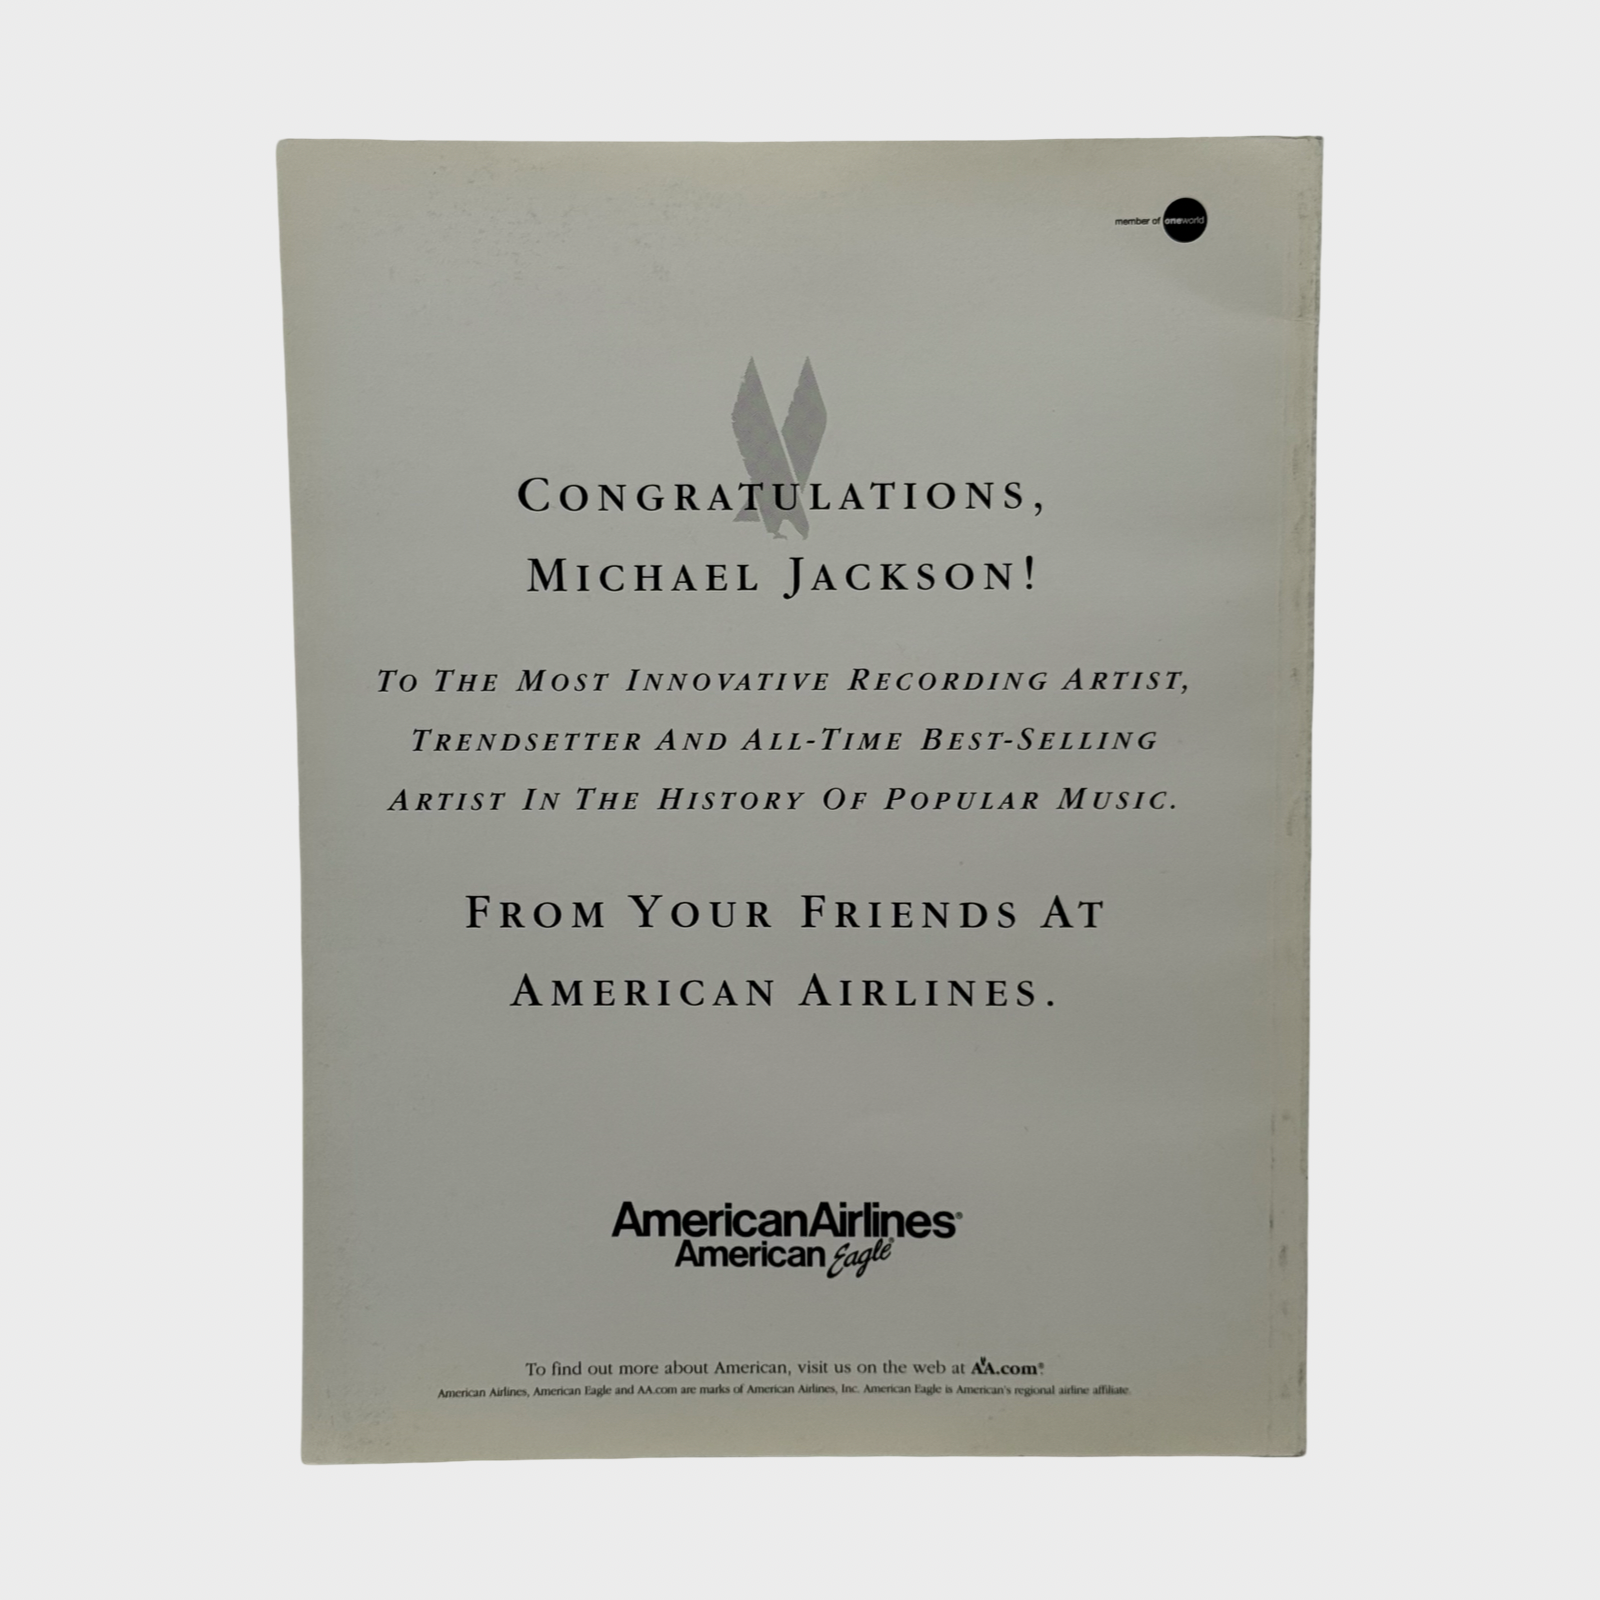 member of oneworld
CONGRATULATIONS,
MICHAEL JACKSON!
TO THE MOST INNOVATIVE RECORDING ARTIST,
TRENDSETTER AND ALL-TIME BEST-SELLING
ARTIST IN THE HISTORY OF POPULAR MUSIC.
FROM YOUR FRIENDS AT
AMERICAN AIRLINES.
AmericanAirlines®
American Eagle®
To find out more about American, visit us on the web at AA.com®.
American Airlines, American Eagle and AA.com are marks of American Airlines, Inc. American Eagle is American's regional airline affiliate.